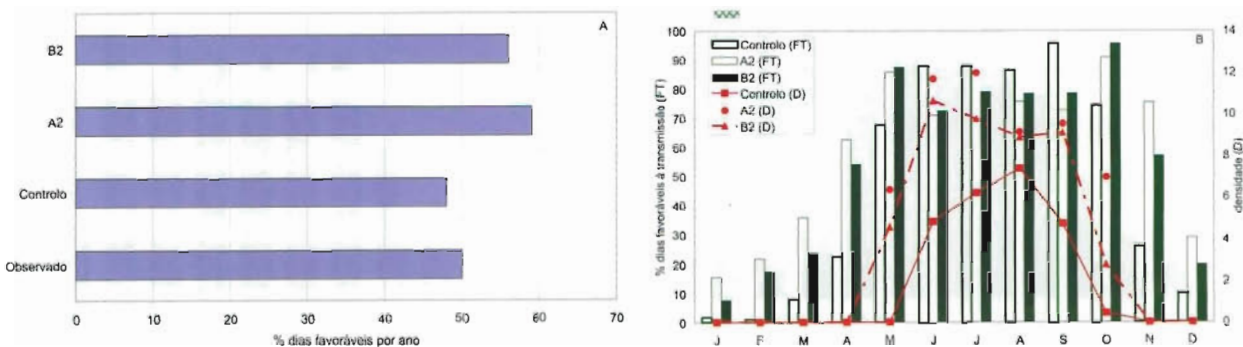 A
B2
A2
Controlo
Observado
0 10 20 30 40 50 60 70
% dias favoráveis por ano
B
Controlo (FT)
A2 (FT)
B2 (FT)
Controlo (D)
A2 (D)
B2 (D)
% dias favoráveis à transmissão (FT)
100
90
80
70
60
50
40
30
20
10
0
J F M A M J J A S O N D
14
12
10
8
6
4
2
0
densidade (D)